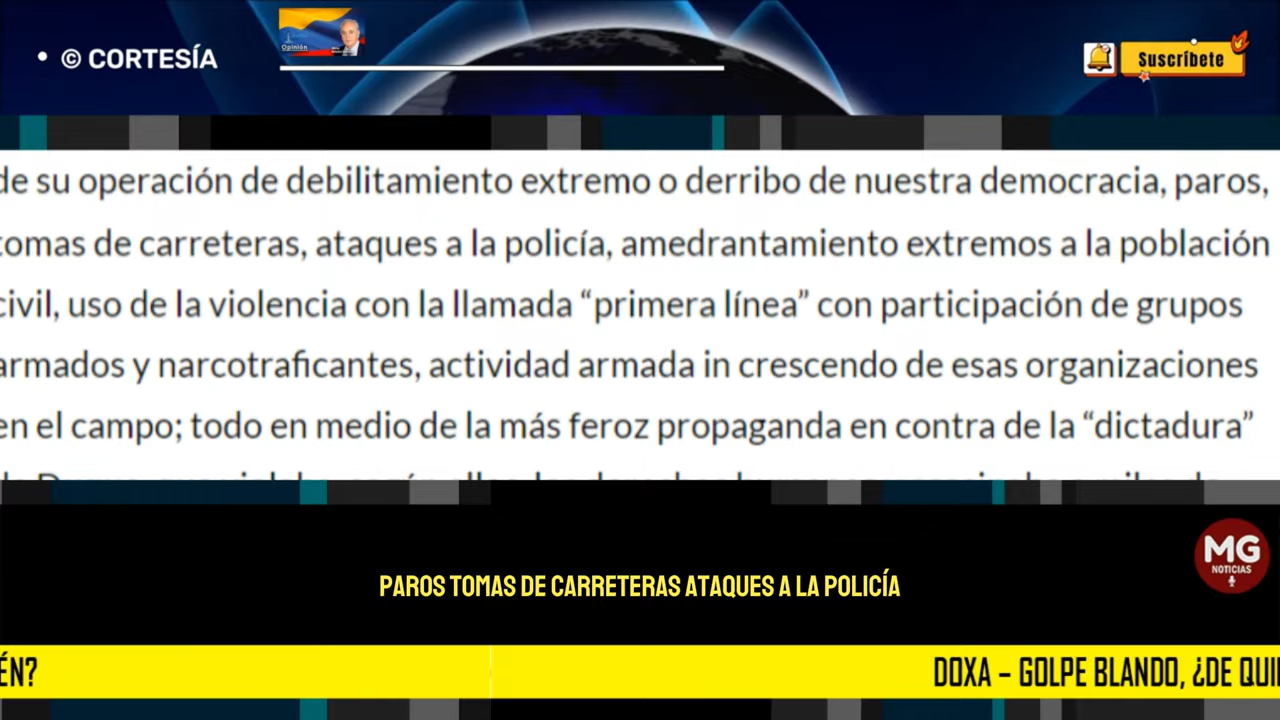 • © CORTESÍA
Opinión
Suscríbete
de su operación de debilitamiento extremo o derribo de nuestra democracia, paros,
tomas de carreteras, ataques a la policía, amedrantamiento extremos a la población
civil, uso de la violencia con la llamada “primera línea” con participación de grupos
armados y narcotraficantes, actividad armada in crescendo de esas organizaciones
en el campo; todo en medio de la más feroz propaganda en contra de la “dictadura”
MG
NOTICIAS
PAROS TOMAS DE CARRETERAS ATAQUES A LA POLICÍA
ÉN?
DOXA – GOLPE BLANDO, ¿DE QUI